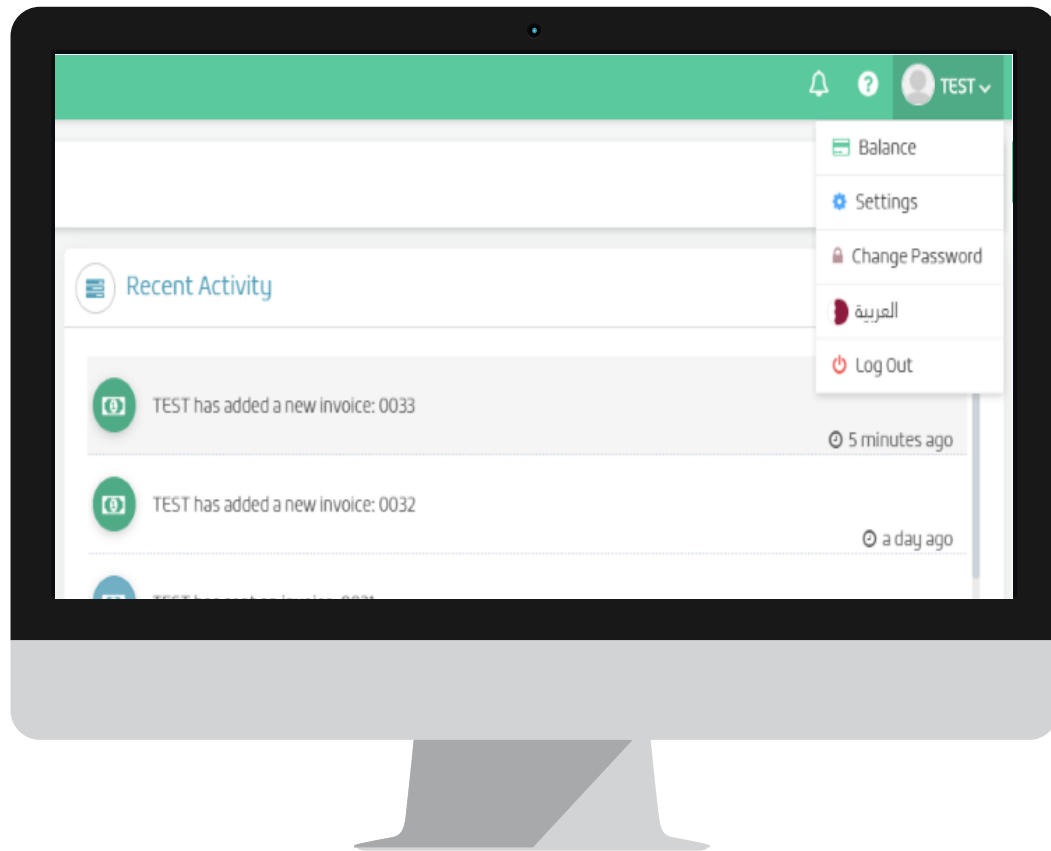 TEST
Balance
Settings
Change Password
العربية
Log Out
Recent Activity
TEST has added a new invoice: 0033
5 minutes ago
TEST has added a new invoice: 0032
a day ago